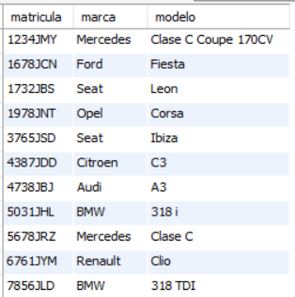 matricula marca modelo
1234JMY Mercedes Clase C Coupe 170CV
1678JCN Ford Fiesta
1732JBS Seat Leon
1978JNT Opel Corsa
3765JSD Seat Ibiza
4387JDD Citroen C3
4738JBJ Audi A3
5031JHL BMW 318 i
5678JRZ Mercedes Clase C
6761JYM Renault Clio
7856JLD BMW 318 TDI